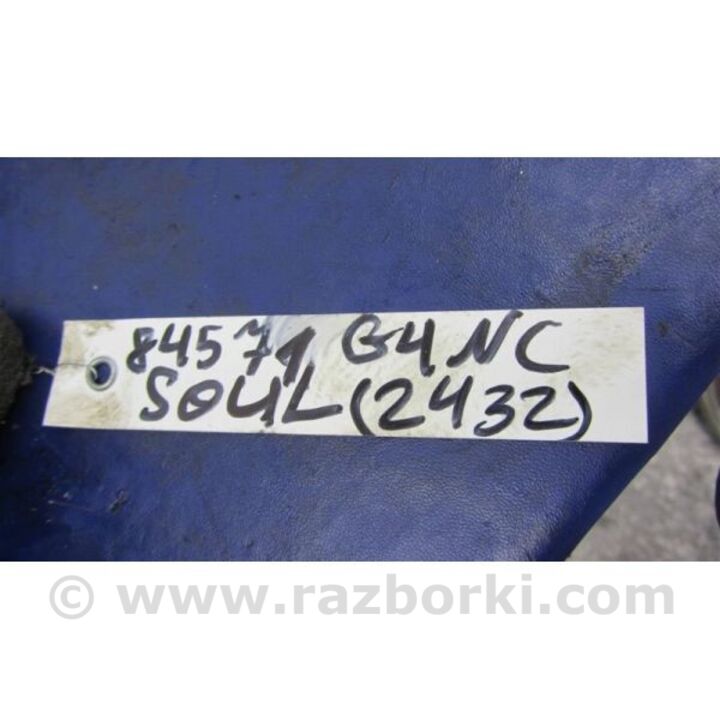 84571 G4NC
SOUL (2432)
© www.razborki.com